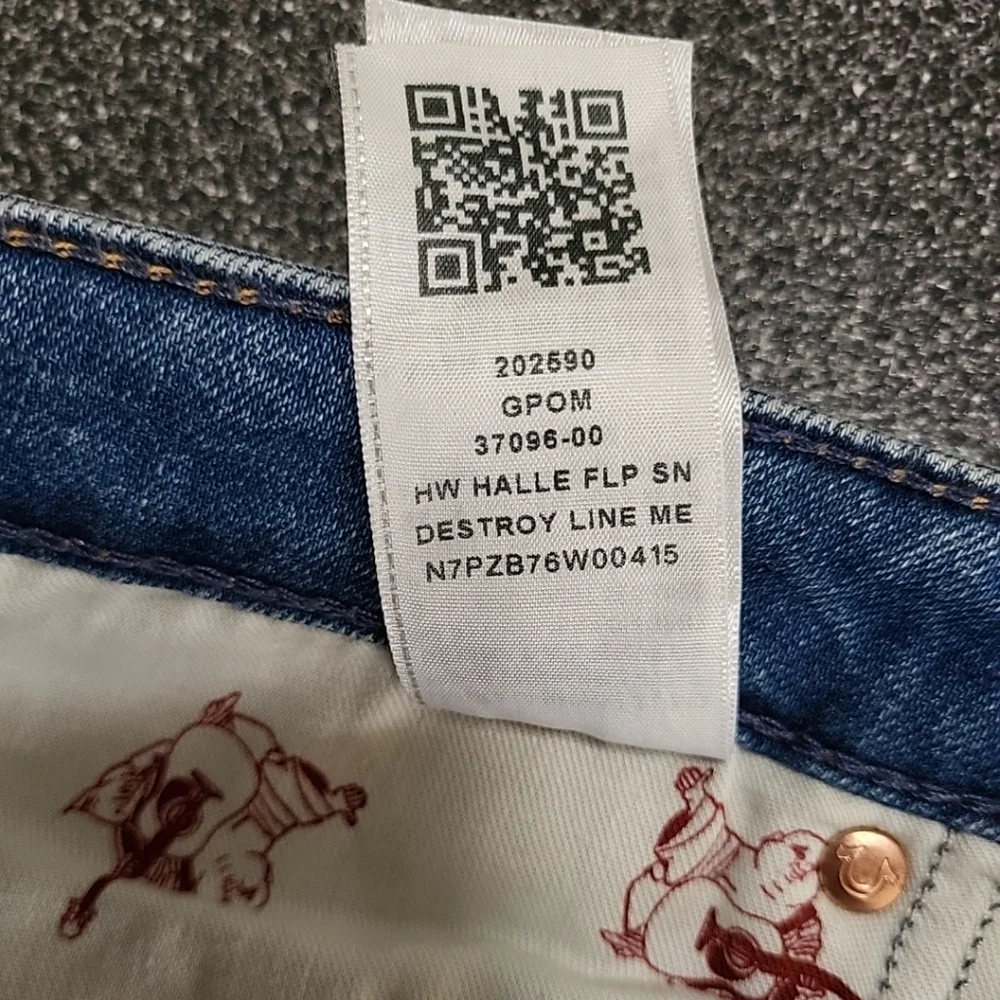 202590
GPOM
37096-00
HW HALLE FLP SN
DESTROY LINE ME
N7PZB76W00415